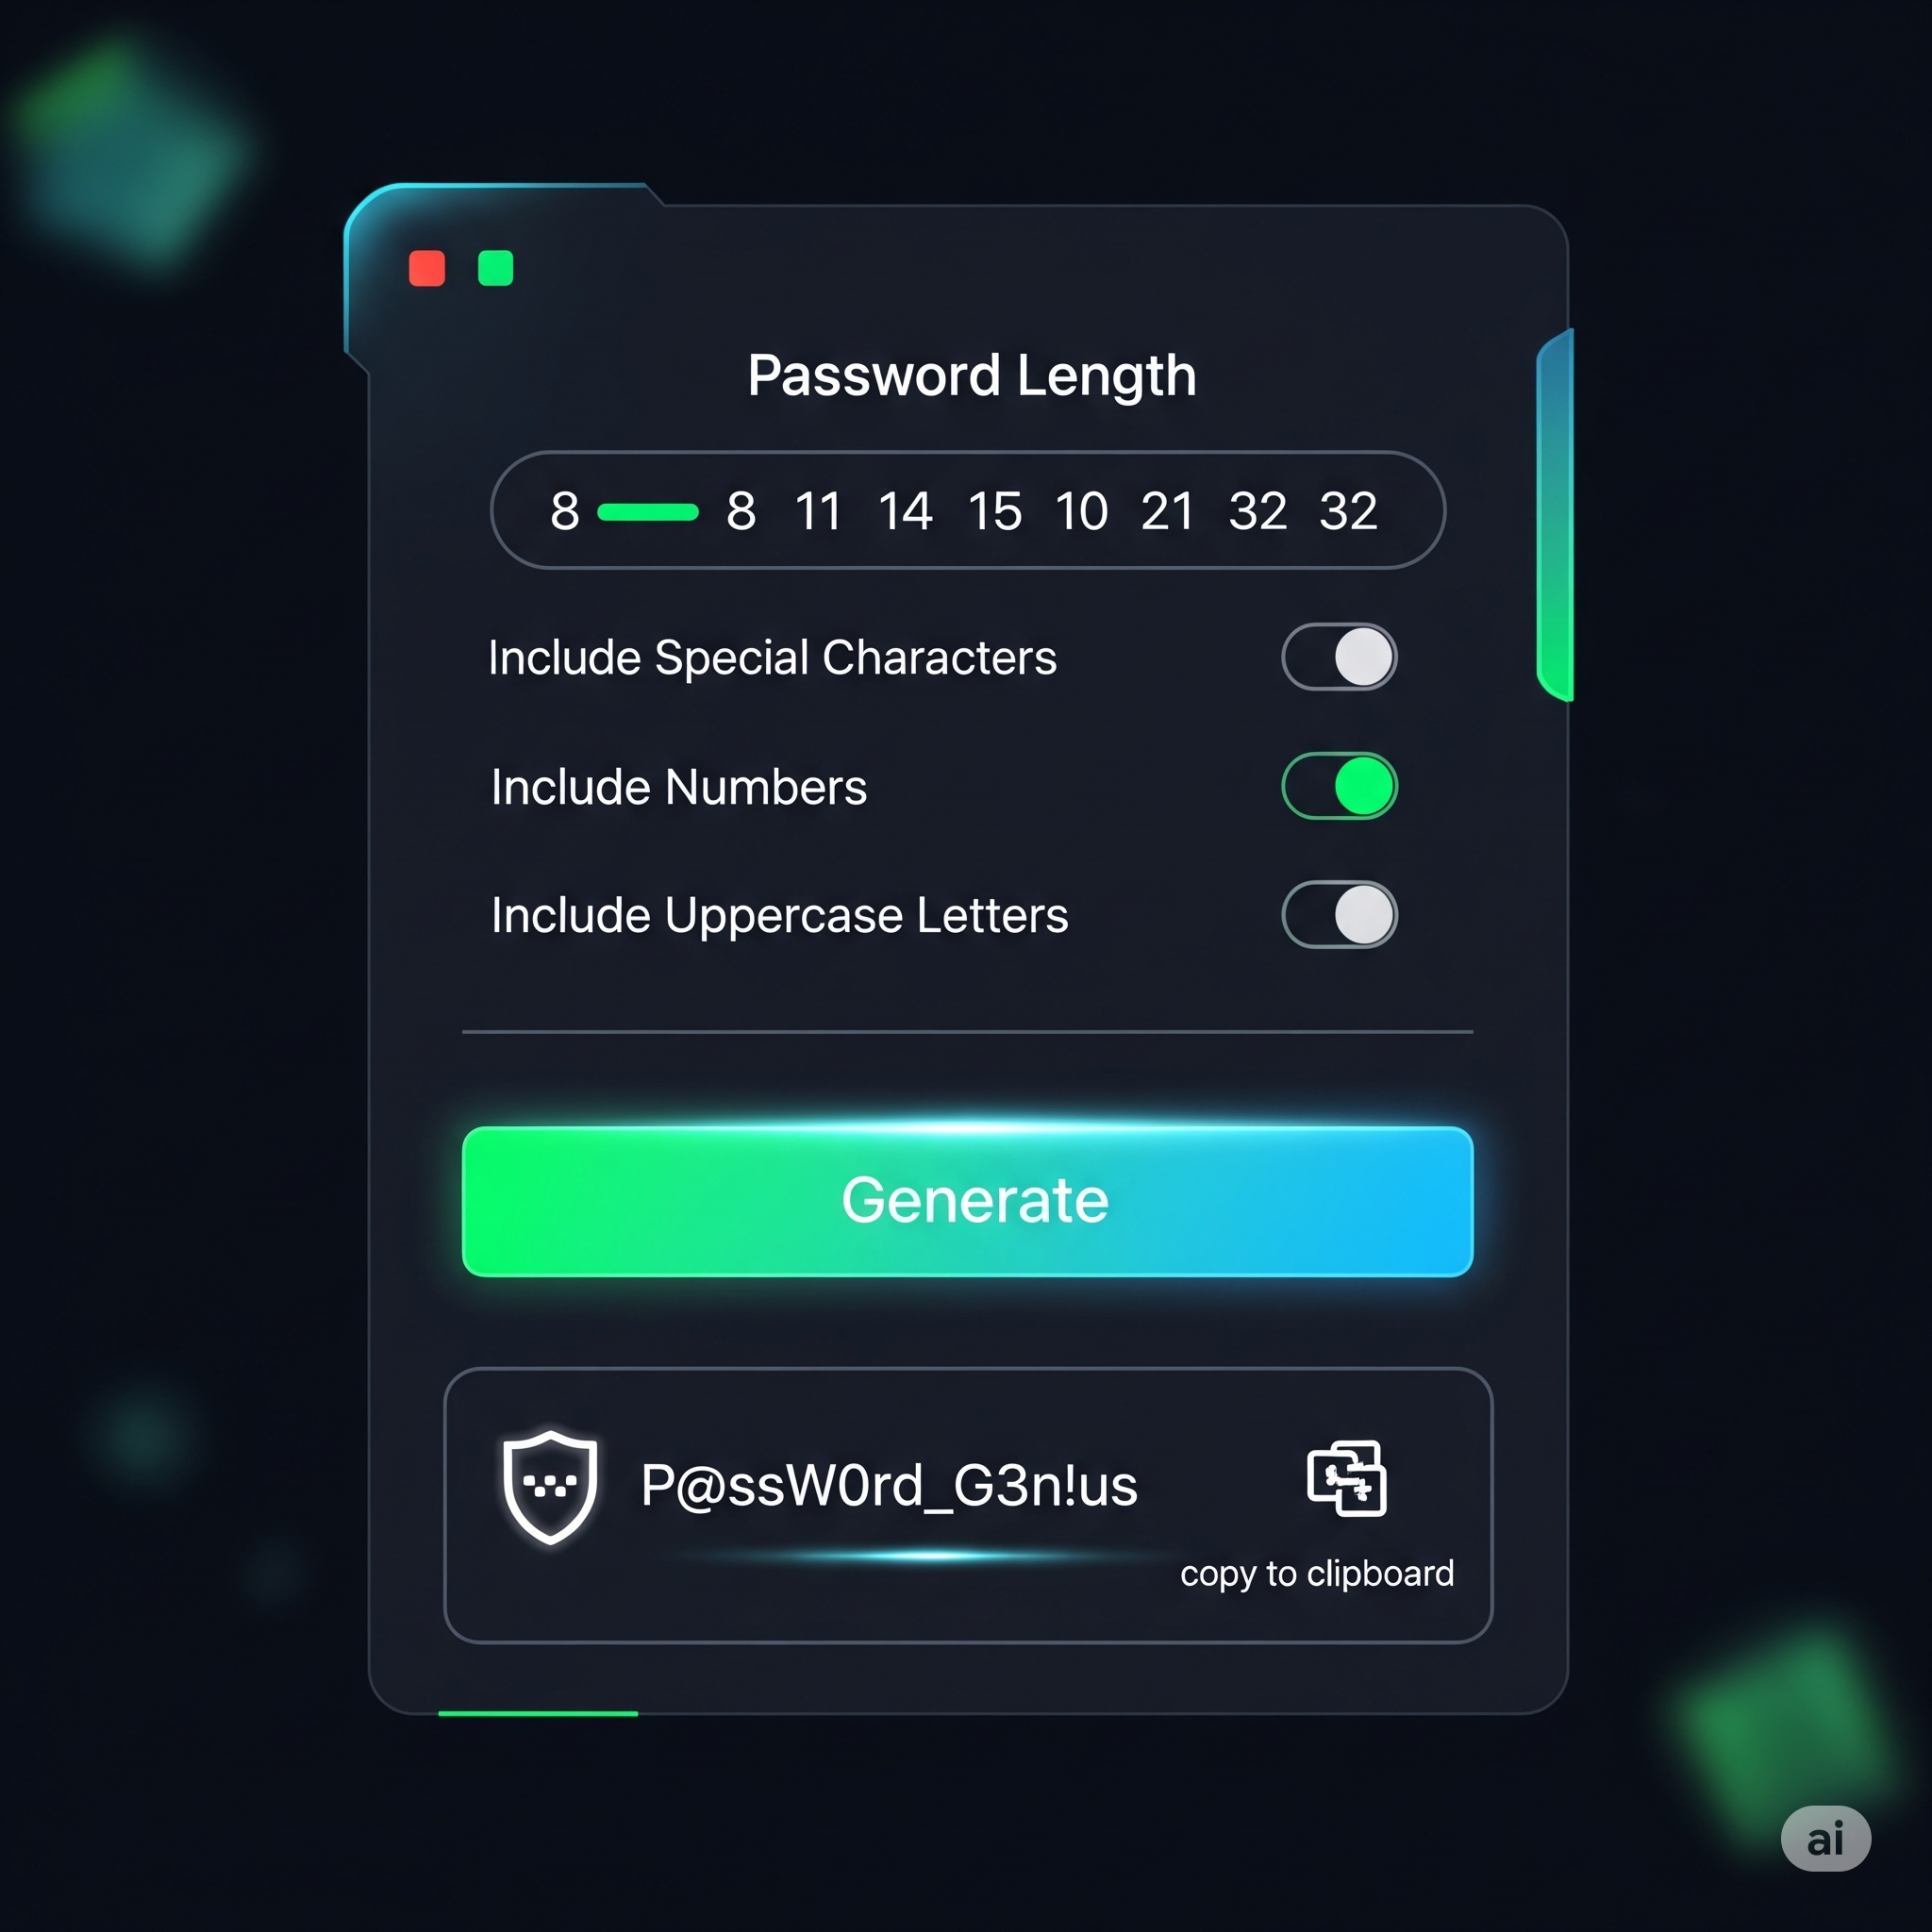 Password Length
8 8 11 14 15 10 21 32 32
Include Special Characters
Include Numbers
Include Uppercase Letters
Generate
P@ssW0rd_G3n!us
copy to clipboard
ai